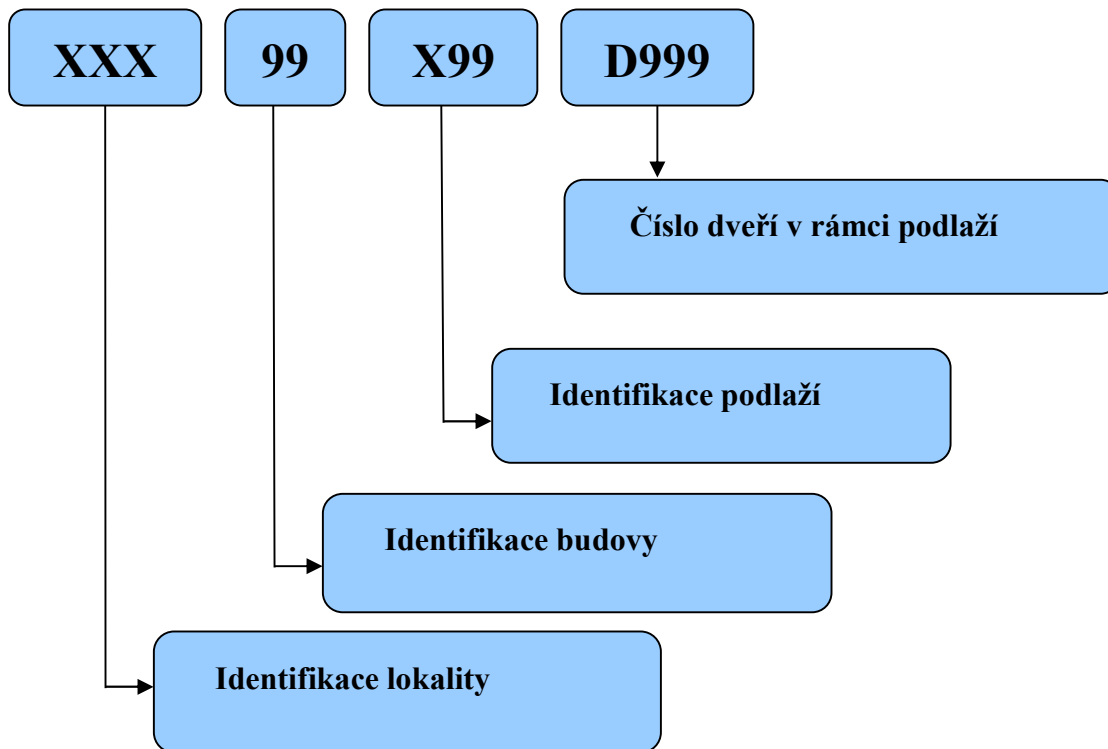 XXX 99 X99 D999
Číslo dveří v rámci podlaží
Identifikace podlaží
Identifikace budovy
Identifikace lokality